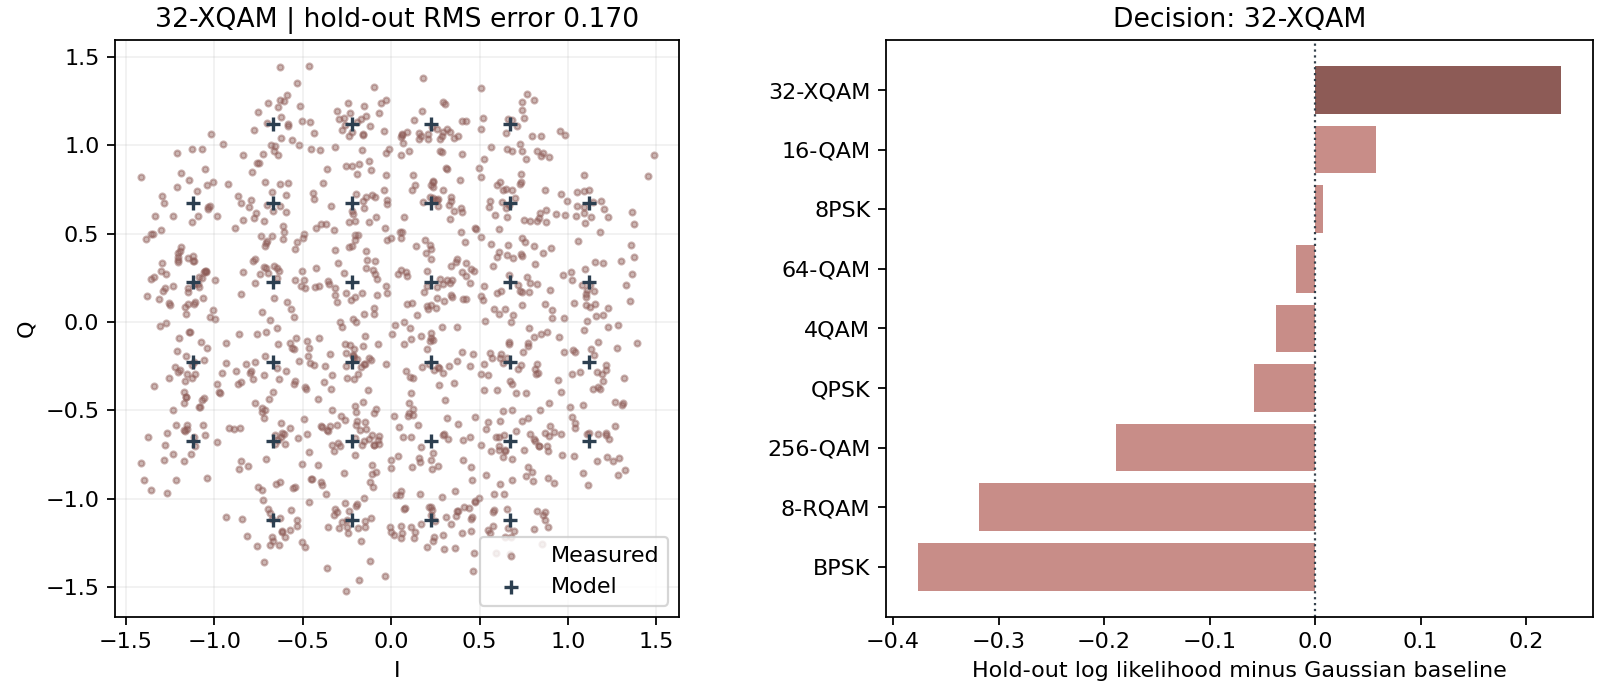 32-XQAM | hold-out RMS error 0.170
1.5
1.0
0.5
0.0
−0.5
−1.0
−1.5
Q
−1.5
−1.0
−0.5
0.0
0.5
1.0
1.5
I
Measured
Model
Decision: 32-XQAM
32-XQAM
16-QAM
8PSK
64-QAM
4QAM
QPSK
256-QAM
8-RQAM
BPSK
−0.4
−0.3
−0.2
−0.1
0.0
0.1
0.2
Hold-out log likelihood minus Gaussian baseline